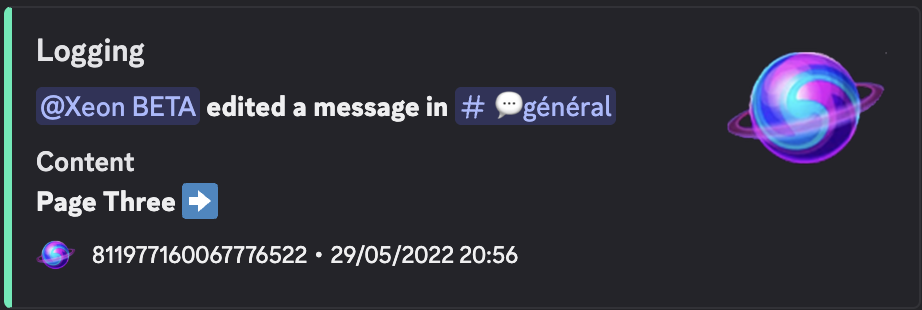 Logging
@Xeon BETA edited a message in # 💬général
Content
Page Three ➡️
811977160067776522 • 29/05/2022 20:56